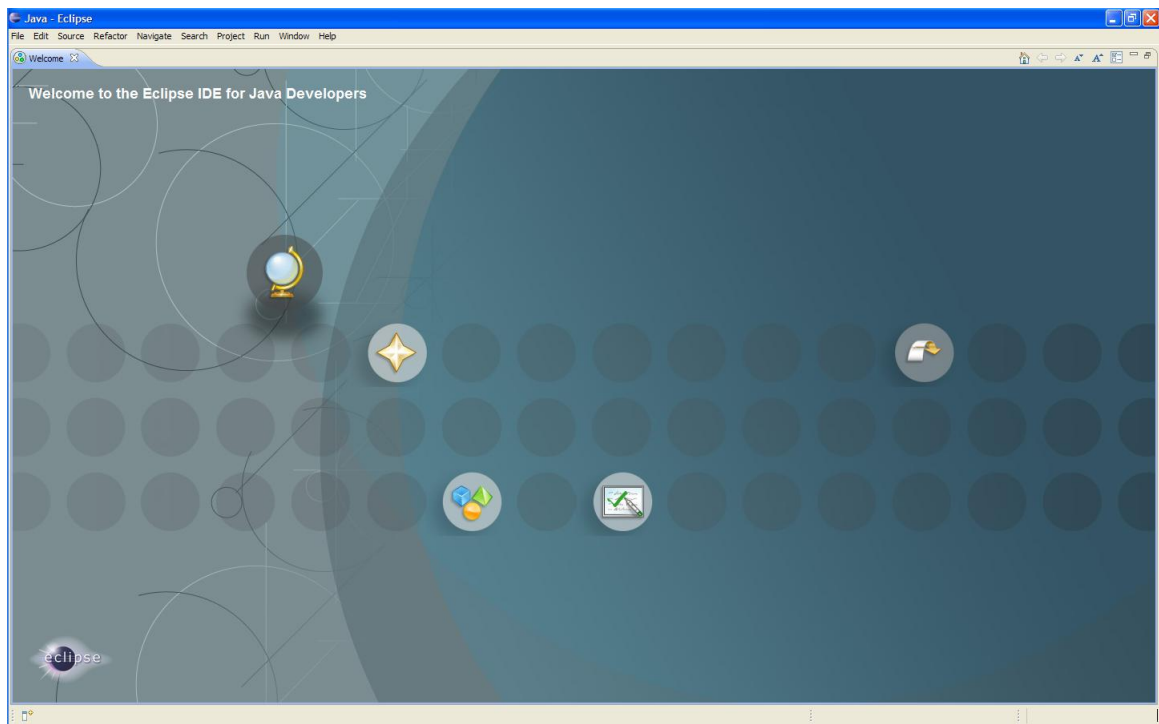 Java - Eclipse
File Edit Source Refactor Navigate Search Project Run Window Help
Welcome
A A
Welcome to the Eclipse IDE for Java Developers
eclipse